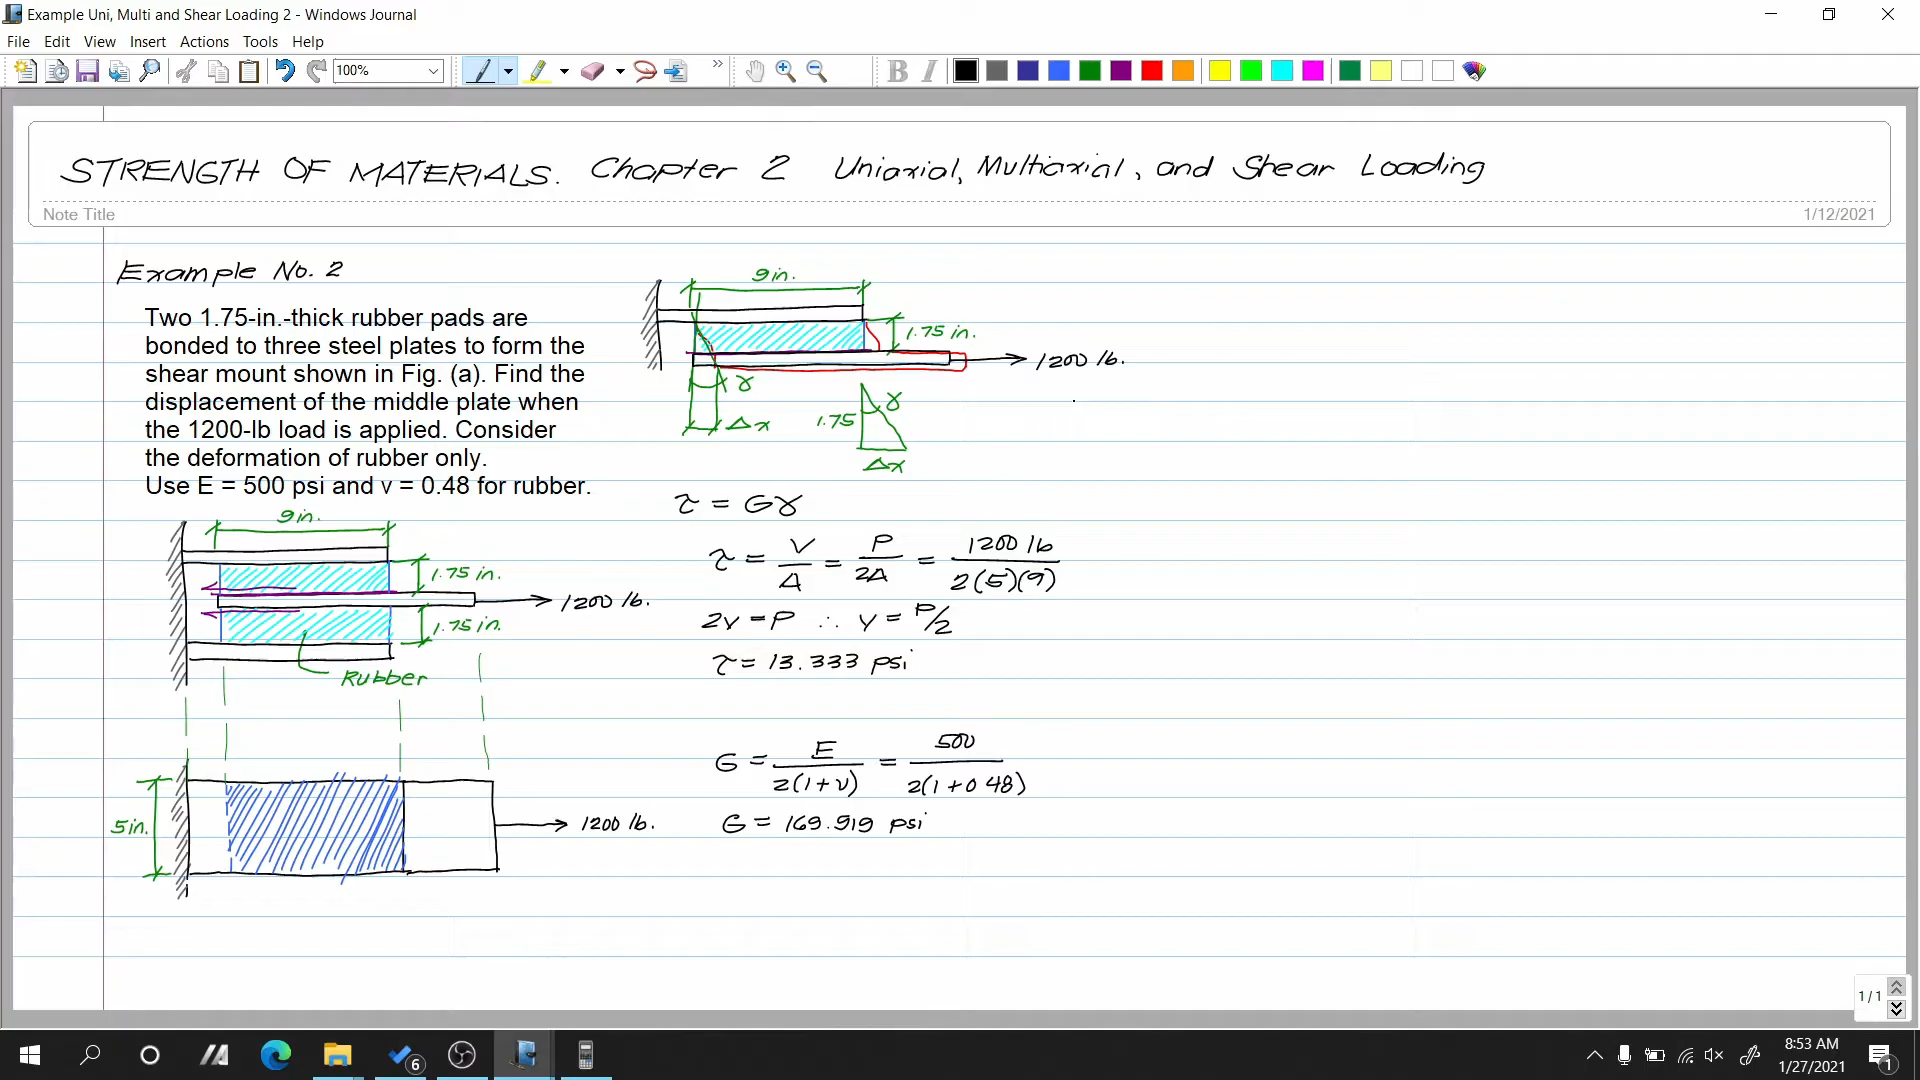 Example Uni, Multi and Shear Loading 2 - Windows Journal
File Edit View Insert Actions Tools Help
100%
B I
STRENGTH OF MATERIALS. Chapter 2 Uniaxial, Multiaxial, and Shear Loading
Note Title
1/12/2021
Example No. 2
Two 1.75-in.-thick rubber pads are
bonded to three steel plates to form the
shear mount shown in Fig. (a). Find the
displacement of the middle plate when
the 1200-lb load is applied. Consider
the deformation of rubber only.
Use E = 500 psi and ν = 0.48 for rubber.
9in.
1.75 in.
1200 lb.
1.75 in.
Rubber
5in.
1200 lb.
9in.
1.75 in.
1200 lb.
γ
Δx
1.75
γ
Δx
τ = Gγ
τ = V/A = P/2A = 1200 lb/2(5)(9)
2V = P ∴ V = P/2
τ = 13.333 psi
G = E/2(1+ν) = 500/2(1+0.48)
G = 169.919 psi
1 / 1
6
8:53 AM
1/27/2021
1